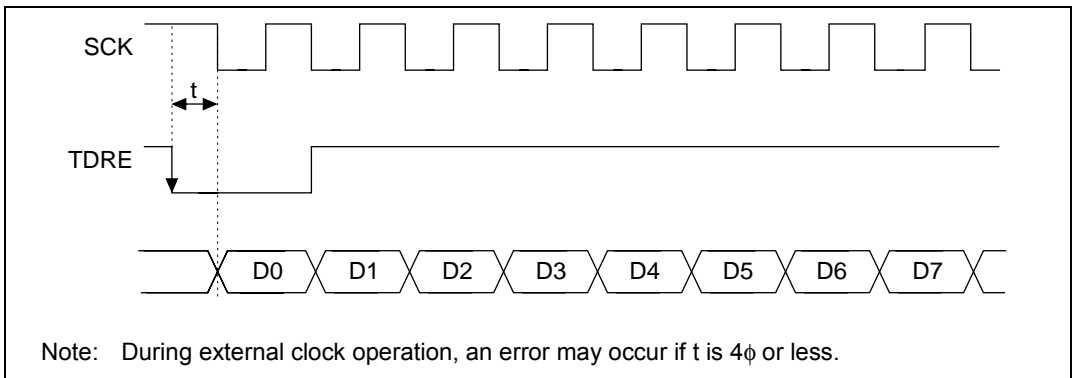 SCK
t
TDRE
D0 D1 D2 D3 D4 D5 D6 D7
Note: During external clock operation, an error may occur if t is 4ϕ or less.